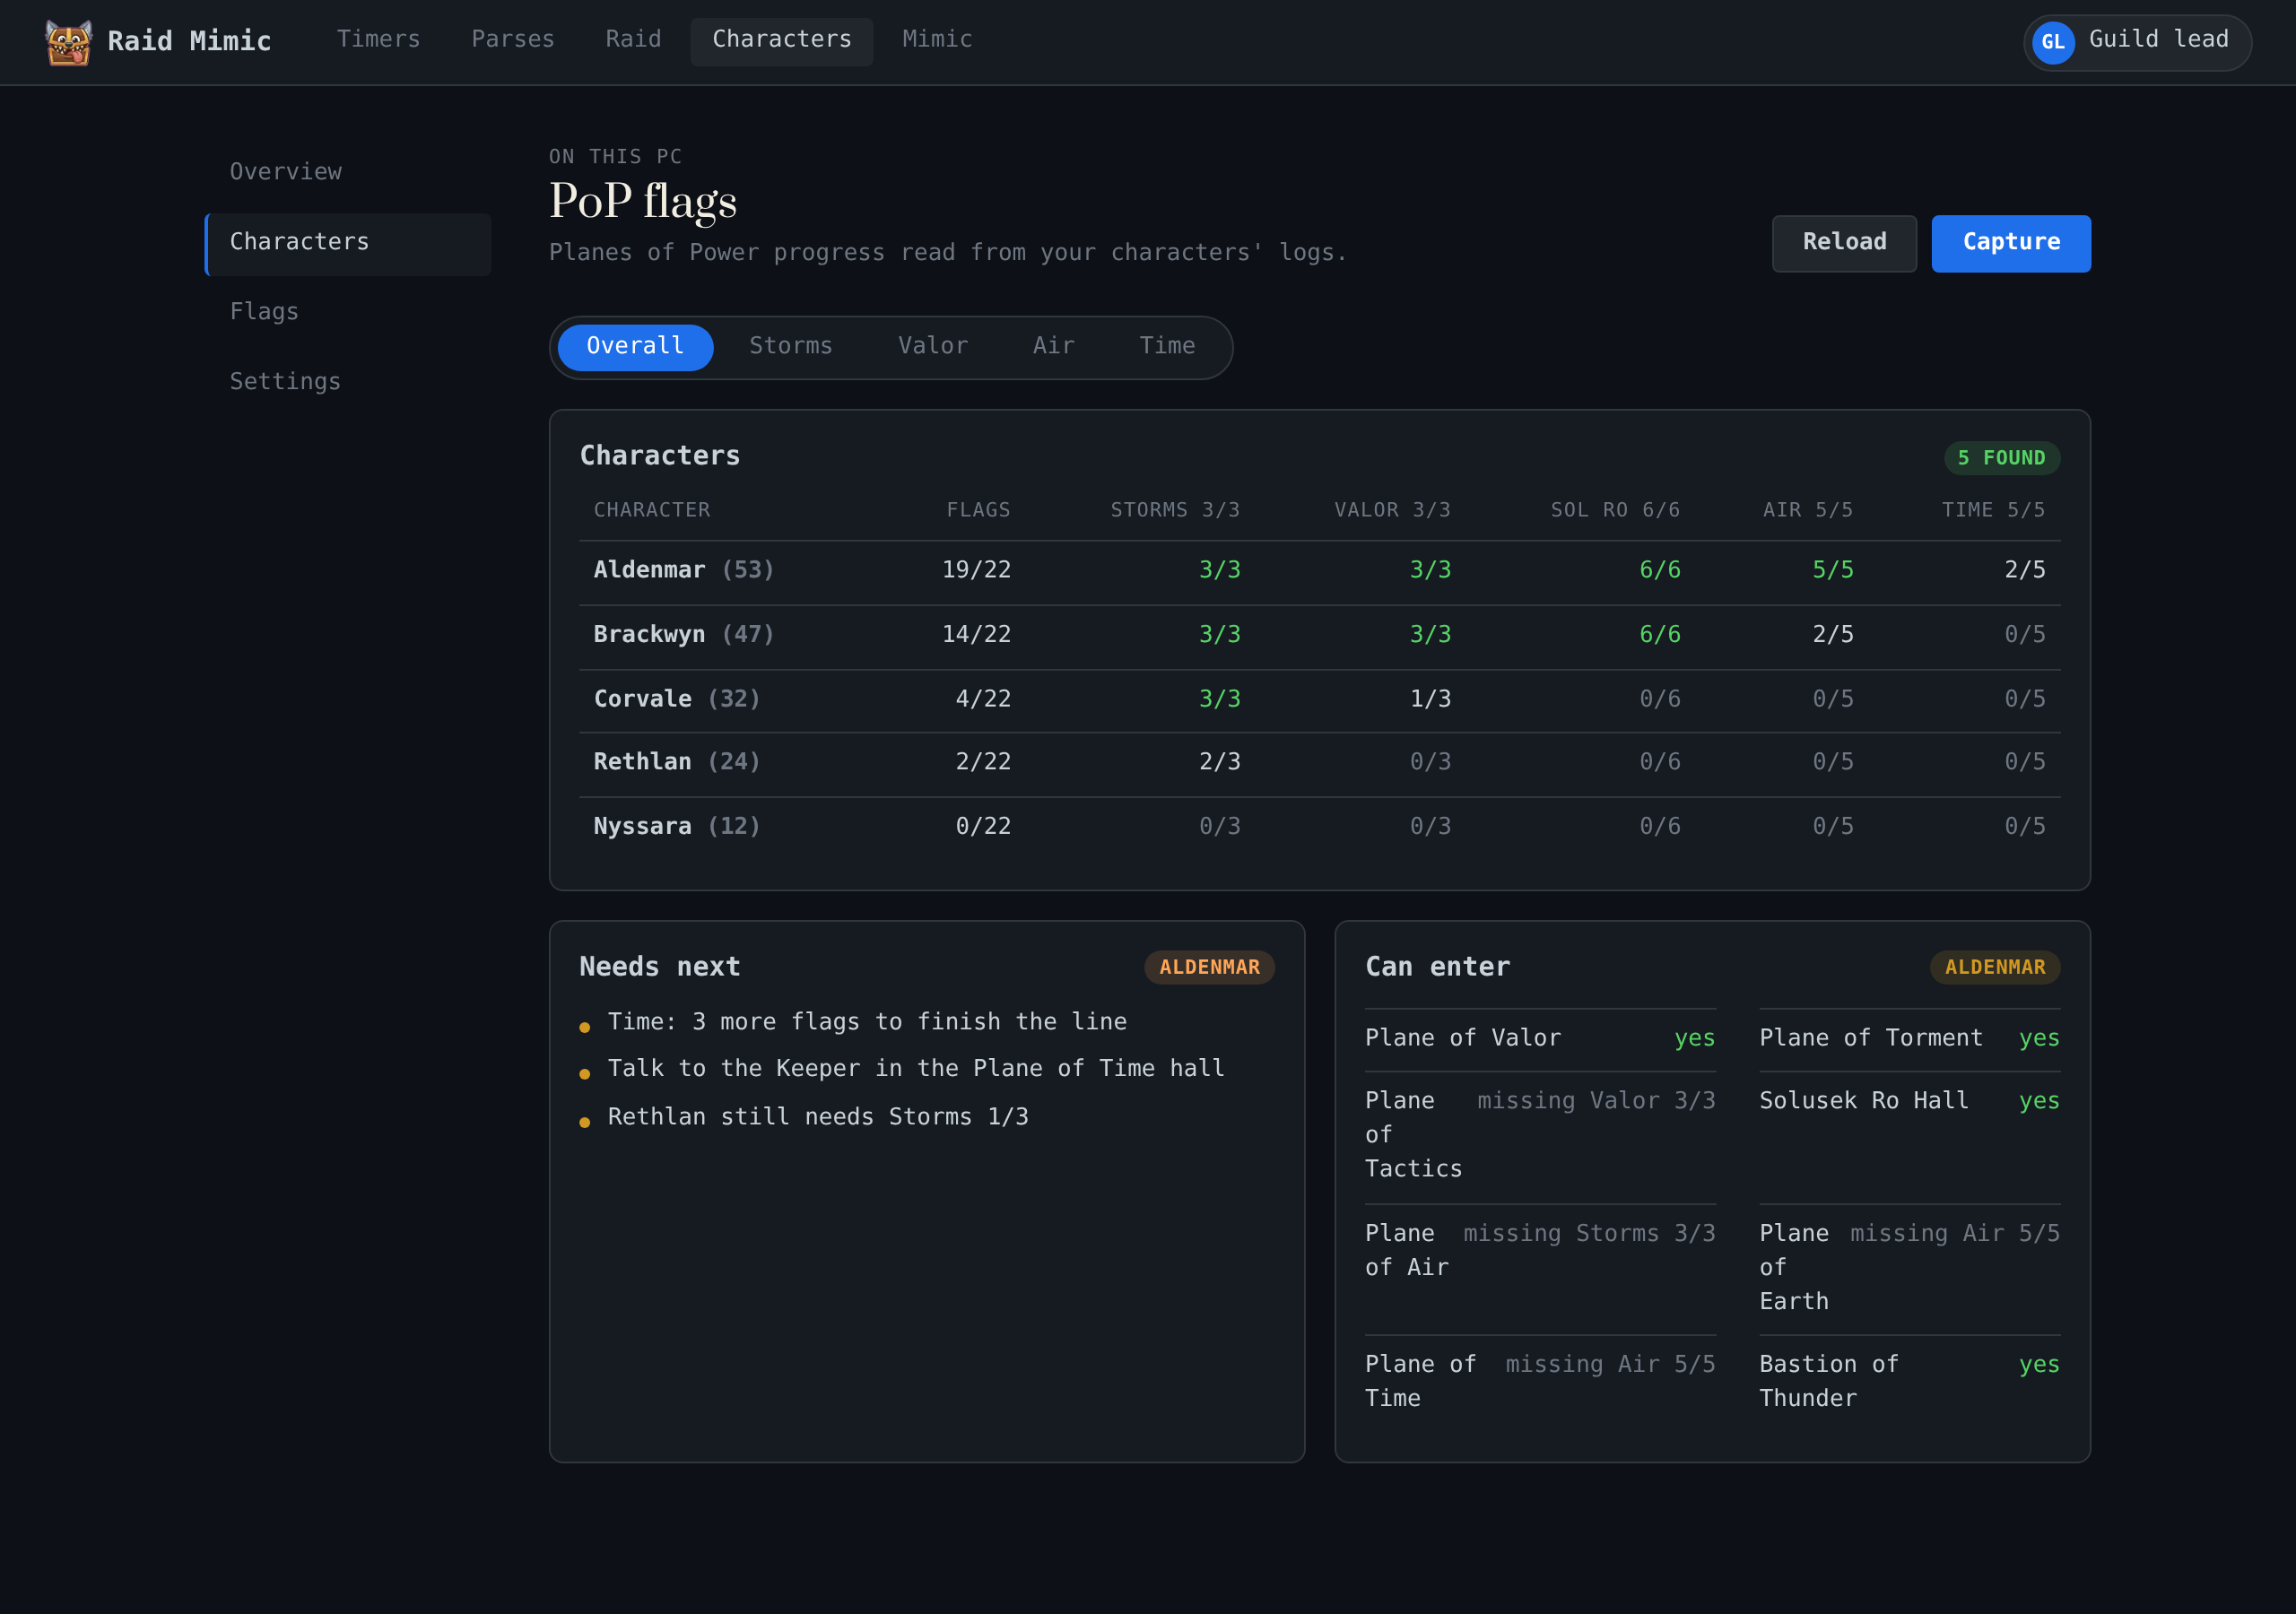 Raid Mimic Timers Parses Raid Characters Mimic GL Guild lead
Overview
Characters
Flags
Settings
ON THIS PC
PoP flags
Planes of Power progress read from your characters' logs.
Reload Capture
Overall Storms Valor Air Time
Characters 5 FOUND
CHARACTER FLAGS STORMS 3/3 VALOR 3/3 SOL RO 6/6 AIR 5/5 TIME 5/5
Aldenmar (53) 19/22 3/3 3/3 6/6 5/5 2/5
Brackwyn (47) 14/22 3/3 3/3 6/6 2/5 0/5
Corvale (32) 4/22 3/3 1/3 0/6 0/5 0/5
Rethlan (24) 2/22 2/3 0/3 0/6 0/5 0/5
Nyssara (12) 0/22 0/3 0/3 0/6 0/5 0/5
Needs next ALDENMAR
Time: 3 more flags to finish the line
Talk to the Keeper in the Plane of Time hall
Rethlan still needs Storms 1/3
Can enter ALDENMAR
Plane of Valor yes
Plane of Torment yes
Plane missing Valor 3/3
of
Tactics
Solusek Ro Hall yes
Plane missing Storms 3/3
of Air
Plane missing Air 5/5
of
Earth
Plane of missing Air 5/5
Time
Bastion of yes
Thunder